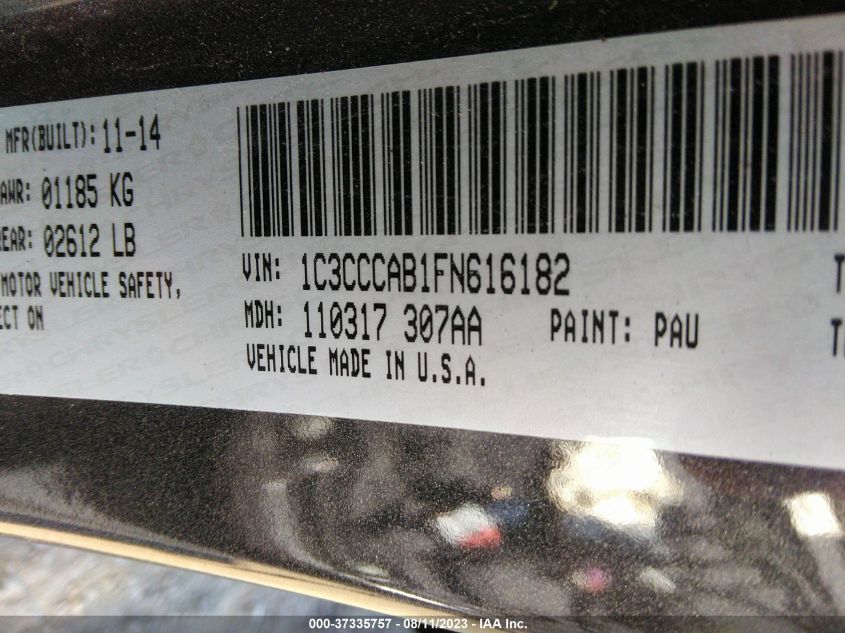 MFR(BUILT): 11-14
AWR: 01185 KG
REAR: 02612 LB
MOTOR VEHICLE SAFETY,
ECT ON
VIN: 1C3CCCAB1FN616182
MDH: 110317 307AA PAINT: PAU
VEHICLE MADE IN U.S.A.
000-37335757 - 08/11/2023 - IAA Inc.